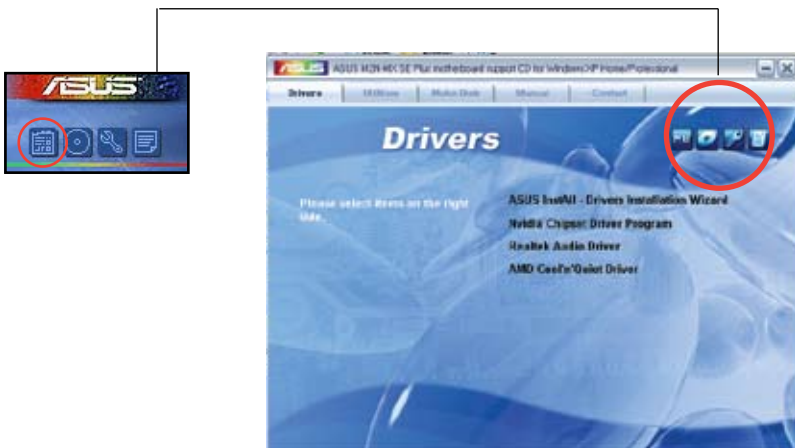 ASUS
ASUS
ASUS M2N-MX SE Plus motherboard support CD for Windows XP Home/Professional
Drivers
Utilities
Make Disk
Manual
Contact
Drivers
Please select items on the right
side.
ASUS InstAll - Drivers Installation Wizard
Nvidia Chipset Driver Program
Realtek Audio Driver
AMD Cool'n'Quiet Driver